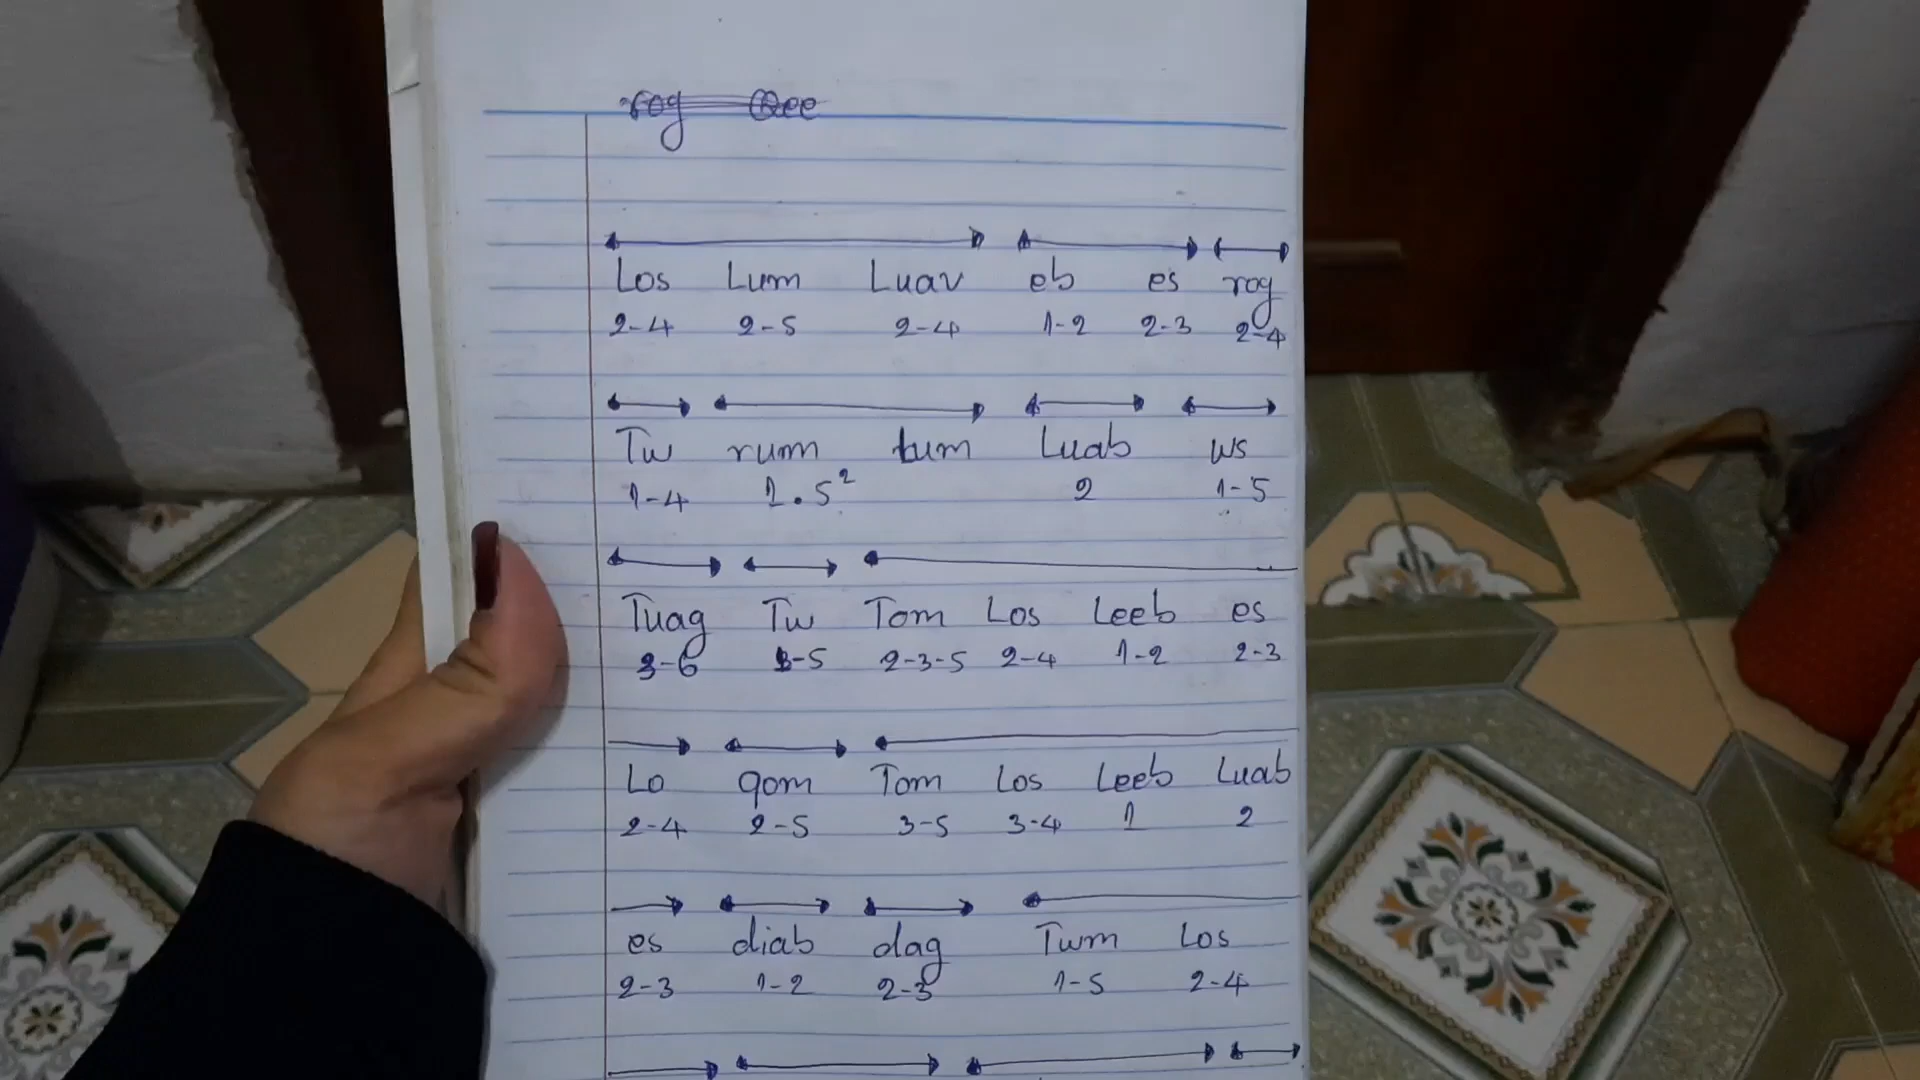 rog Qee
Los Lum Luav eb es rog
2-4 2-5 2-4 1-2 2-3 2-4
Tw rum tum Luab ws
1-4 1.5² 2 1-5
Tuag Tw Tom Los Leeb es
3-6 3-5 2-3-5 2-4 1-2 2-3
Lo qom Tom Los Leeb Luab
2-4 2-5 3-5 3-4 1 2
es diab dag Twm Los
2-3 1-2 2-3 1-5 2-4